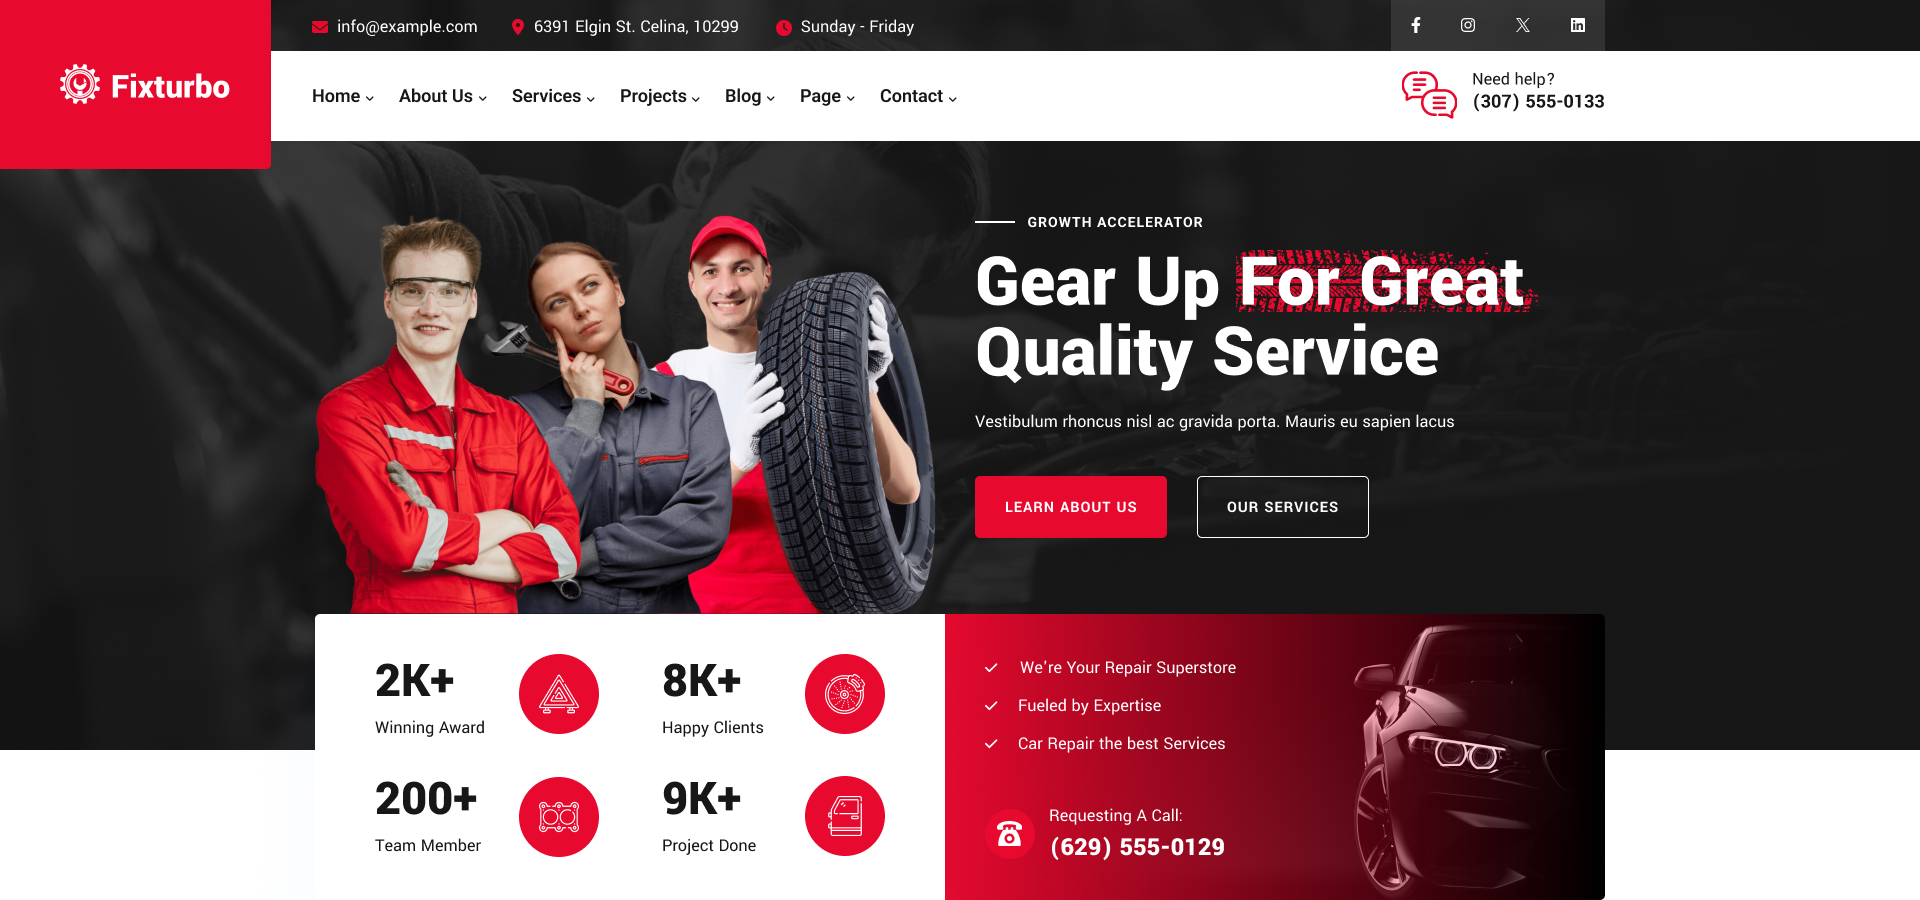 info@example.com
6391 Elgin St. Celina, 10299
Sunday - Friday
Fixturbo
Home
About Us
Services
Projects
Blog
Page
Contact
Need help?
(307) 555-0133
GROWTH ACCELERATOR
Gear Up For Great
Quality Service
Vestibulum rhoncus nisl ac gravida porta. Mauris eu sapien lacus
LEARN ABOUT US
OUR SERVICES
2K+
Winning Award
8K+
Happy Clients
200+
Team Member
9K+
Project Done
We're Your Repair Superstore
Fueled by Expertise
Car Repair the best Services
Requesting A Call:
(629) 555-0129